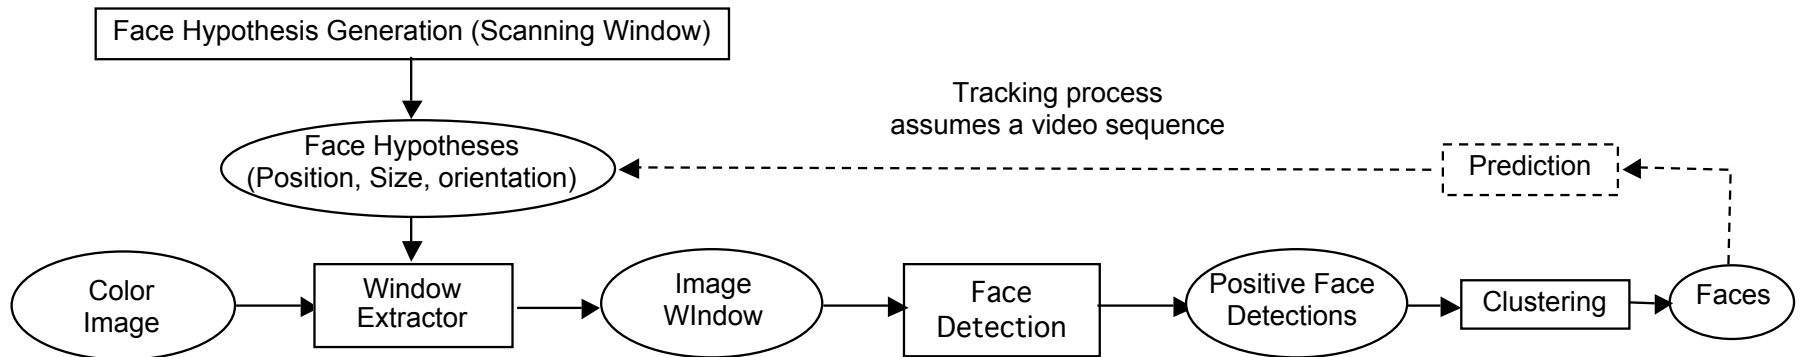 Face Hypothesis Generation (Scanning Window)
Tracking process
assumes a video sequence
Face Hypotheses
(Position, Size, orientation)
Prediction
Color
Image
Window
Extractor
Image
WIndow
Face
Detection
Positive Face
Detections
Clustering
Faces